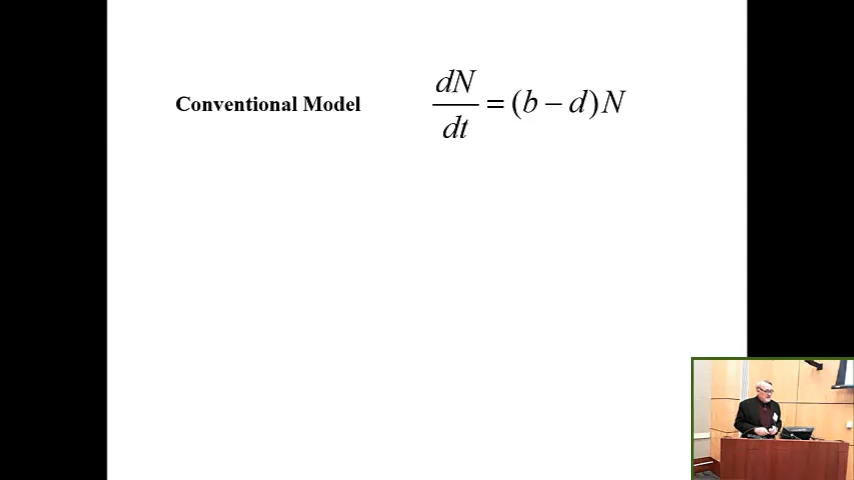 Conventional Model
dN/dt = (b − d)N